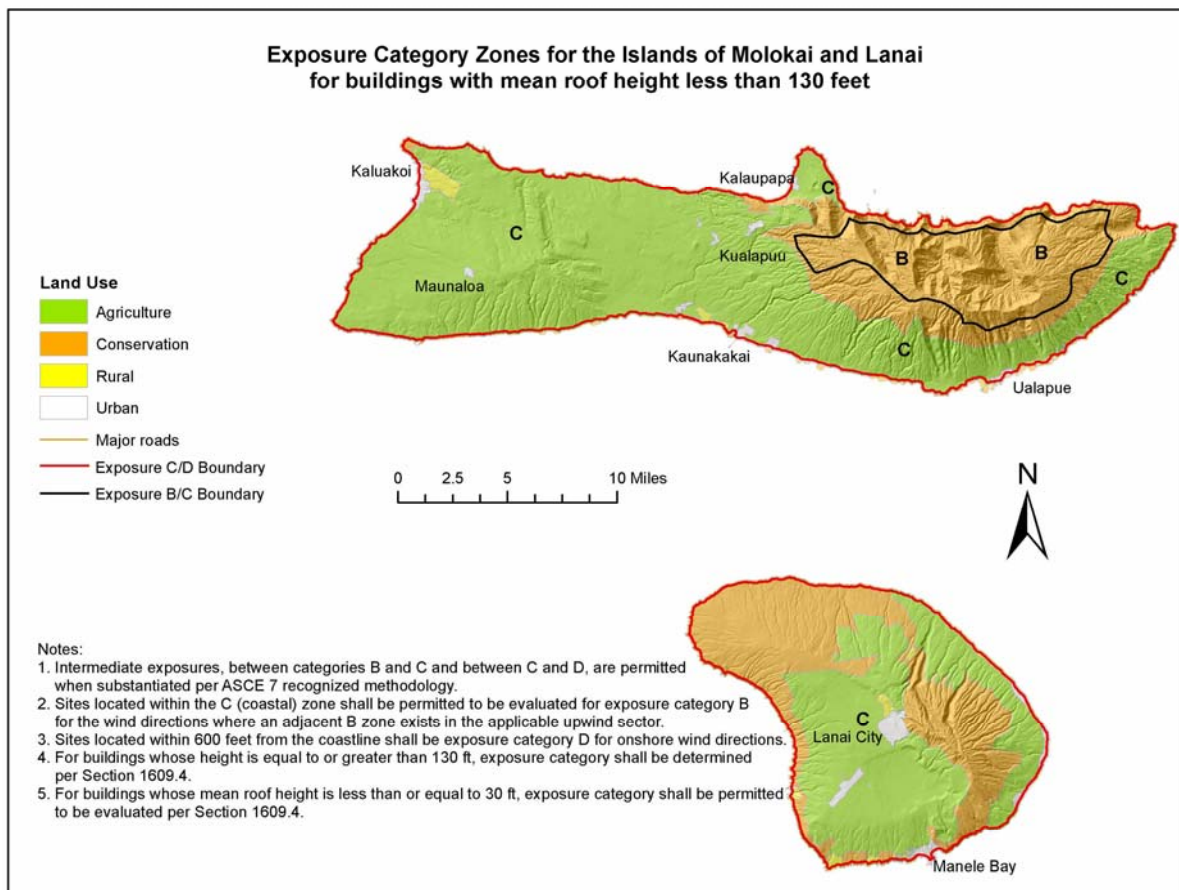 Exposure Category Zones for the Islands of Molokai and Lanai
for buildings with mean roof height less than 130 feet
Kaluakoi
Kalaupapa
C
C
Kualapuu
B
B
C
Maunaloa
Kaunakakai
C
Ualapue
Land Use
Agriculture
Conservation
Rural
Urban
Major roads
Exposure C/D Boundary
Exposure B/C Boundary
0 2.5 5 10 Miles
N
Notes:
1. Intermediate exposures, between categories B and C and between C and D, are permitted
when substantiated per ASCE 7 recognized methodology.
2. Sites located within the C (coastal) zone shall be permitted to be evaluated for exposure category B
for the wind directions where an adjacent B zone exists in the applicable upwind sector.
3. Sites located within 600 feet from the coastline shall be exposure category D for onshore wind directions.
4. For buildings whose height is equal to or greater than 130 ft, exposure category shall be determined
per Section 1609.4.
5. For buildings whose mean roof height is less than or equal to 30 ft, exposure category shall be permitted
to be evaluated per Section 1609.4.
C
Lanai City
Manele Bay